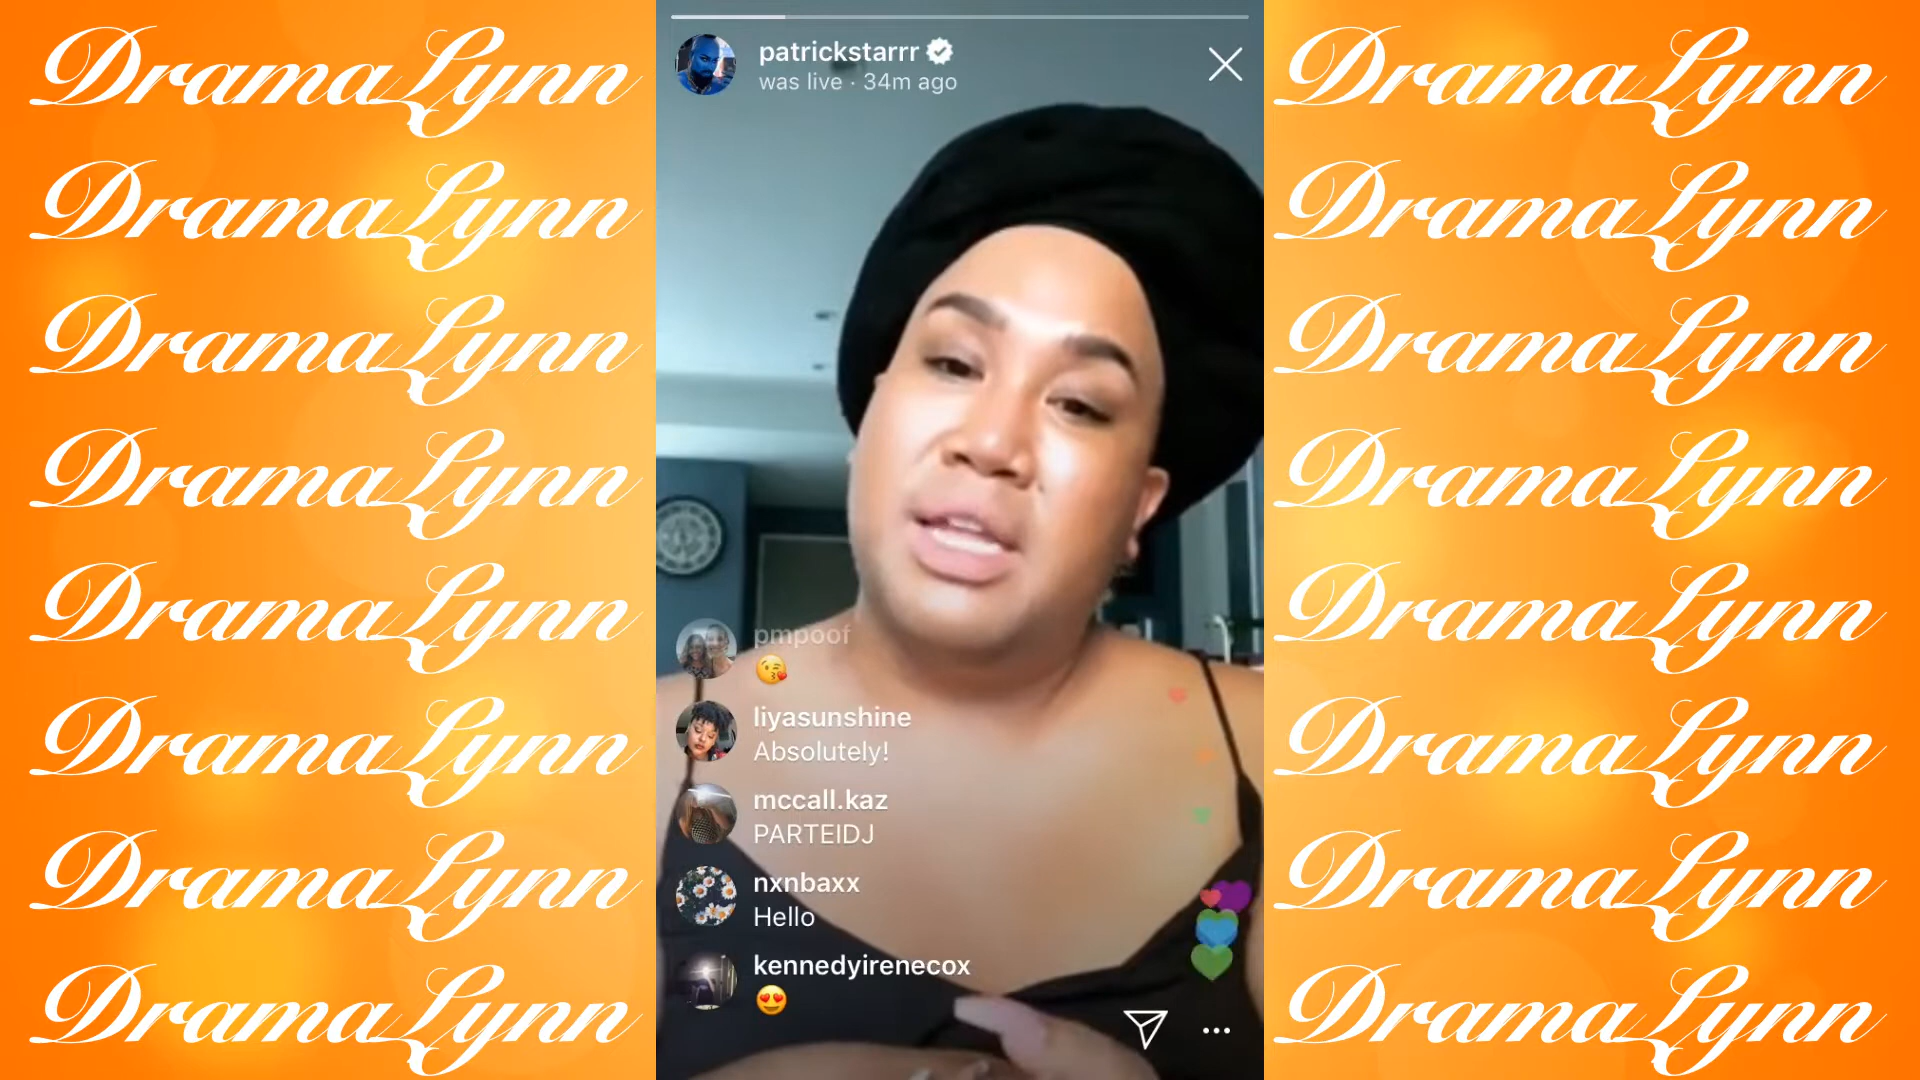 DramaLynn
DramaLynn
DramaLynn
DramaLynn
DramaLynn
DramaLynn
DramaLynn
DramaLynn
patrickstarrr
was live · 34m ago
pmpoof
😘
liyasunshine
Absolutely!
mccall.kaz
PARTEIDJ
nxnbaxx
Hello
kennedyirenecox
😍
DramaLynn
DramaLynn
DramaLynn
DramaLynn
DramaLynn
DramaLynn
DramaLynn
DramaLynn